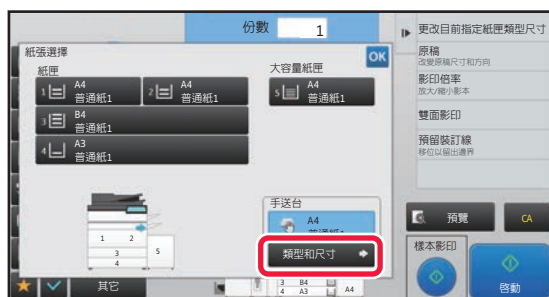 份數 1
紙張選擇
OK
紙匣
大容量紙匣
1 A4
普通紙1
2 A4
普通紙1
5 A4
普通紙1
3 B4
普通紙1
4 A3
普通紙1
手送台
A4
類型和尺寸
1 2
3
4
5
更改目前指定紙匣類型尺寸
原稿
改變原稿尺寸和方向
影印倍率
放大/縮小影本
雙面影印
預留裝訂線
移位以留出邊界
預覽
CA
樣本影印
啓動
其它
3 B4
4 A3
A4